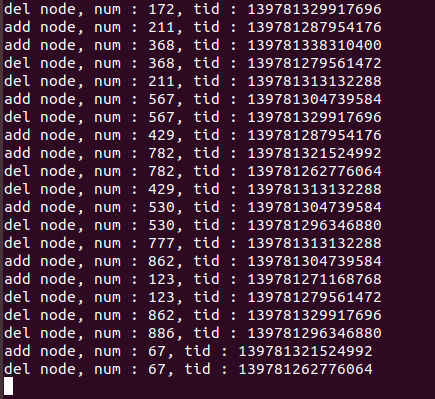 del node, num : 172, tid : 139781329917696
add node, num : 211, tid : 139781287954176
add node, num : 368, tid : 139781338310400
del node, num : 368, tid : 139781279561472
del node, num : 211, tid : 139781313132288
add node, num : 567, tid : 139781304739584
del node, num : 567, tid : 139781329917696
add node, num : 429, tid : 139781287954176
add node, num : 782, tid : 139781321524992
del node, num : 782, tid : 139781262776064
del node, num : 429, tid : 139781313132288
add node, num : 530, tid : 139781304739584
del node, num : 530, tid : 139781296346880
del node, num : 777, tid : 139781313132288
add node, num : 862, tid : 139781304739584
add node, num : 123, tid : 139781271168768
del node, num : 123, tid : 139781279561472
del node, num : 862, tid : 139781329917696
del node, num : 886, tid : 139781296346880
add node, num : 67, tid : 139781321524992
del node, num : 67, tid : 139781262776064